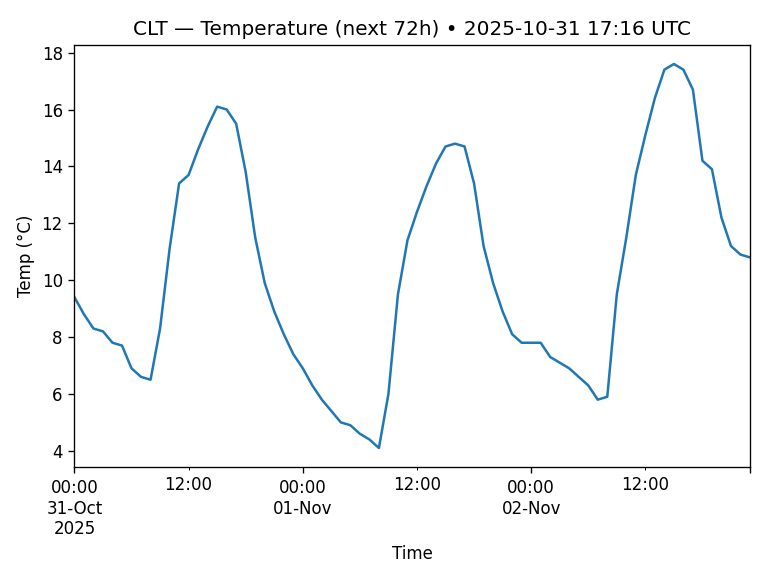 CLT — Temperature (next 72h) • 2025-10-31 17:16 UTC
18
16
14
12
10
8
6
4
Temp (°C)
00:00 12:00 00:00 12:00 00:00 12:00
31-Oct 01-Nov 02-Nov
2025
Time